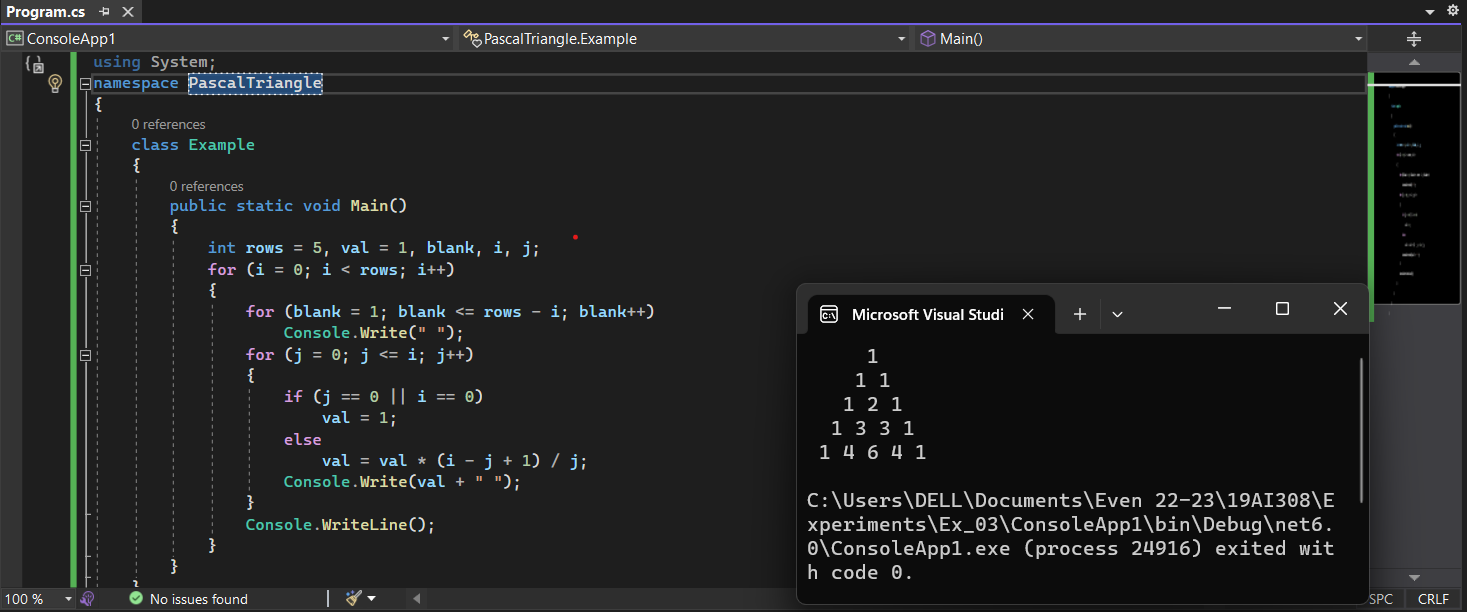 Program.cs
ConsoleApp1
PascalTriangle.Example
Main()
using System;
namespace PascalTriangle
{
0 references
class Example
{
0 references
public static void Main()
{
int rows = 5, val = 1, blank, i, j;
for (i = 0; i < rows; i++)
{
for (blank = 1; blank <= rows - i; blank++)
Console.Write(" ");
for (j = 0; j <= i; j++)
{
if (j == 0 || i == 0)
val = 1;
else
val = val * (i - j + 1) / j;
Console.Write(val + " ");
}
Console.WriteLine();
}
}
}
Microsoft Visual Studi
1
1 1
1 2 1
1 3 3 1
1 4 6 4 1
C:\Users\DELL\Documents\Even 22-23\19AI308\E
xperiments\Ex_03\ConsoleApp1\bin\Debug\net6.
0\ConsoleApp1.exe (process 24916) exited wit
h code 0.
100 %
No issues found
SPC
CRLF